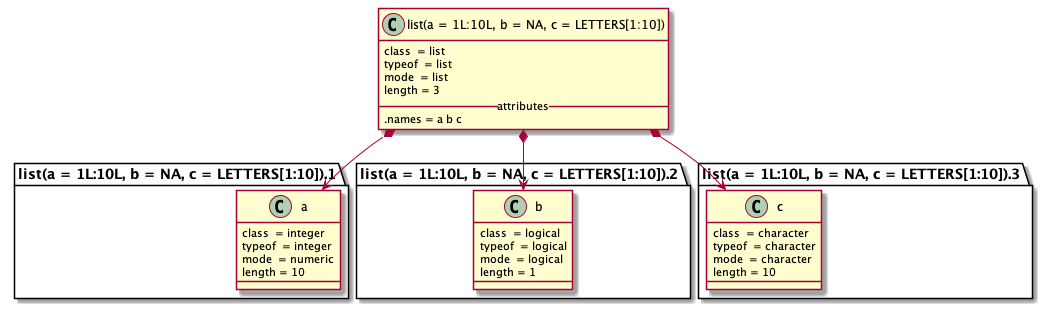 C list(a = 1L:10L, b = NA, c = LETTERS[1:10])
class = list
typeof = list
mode = list
length = 3
attributes
.names = a b c
list(a = 1L:10L, b = NA, c = LETTERS[1:10]).1
C a
class = integer
typeof = integer
mode = numeric
length = 10
list(a = 1L:10L, b = NA, c = LETTERS[1:10]).2
C b
class = logical
typeof = logical
mode = logical
length = 1
list(a = 1L:10L, b = NA, c = LETTERS[1:10]).3
C c
class = character
typeof = character
mode = character
length = 10